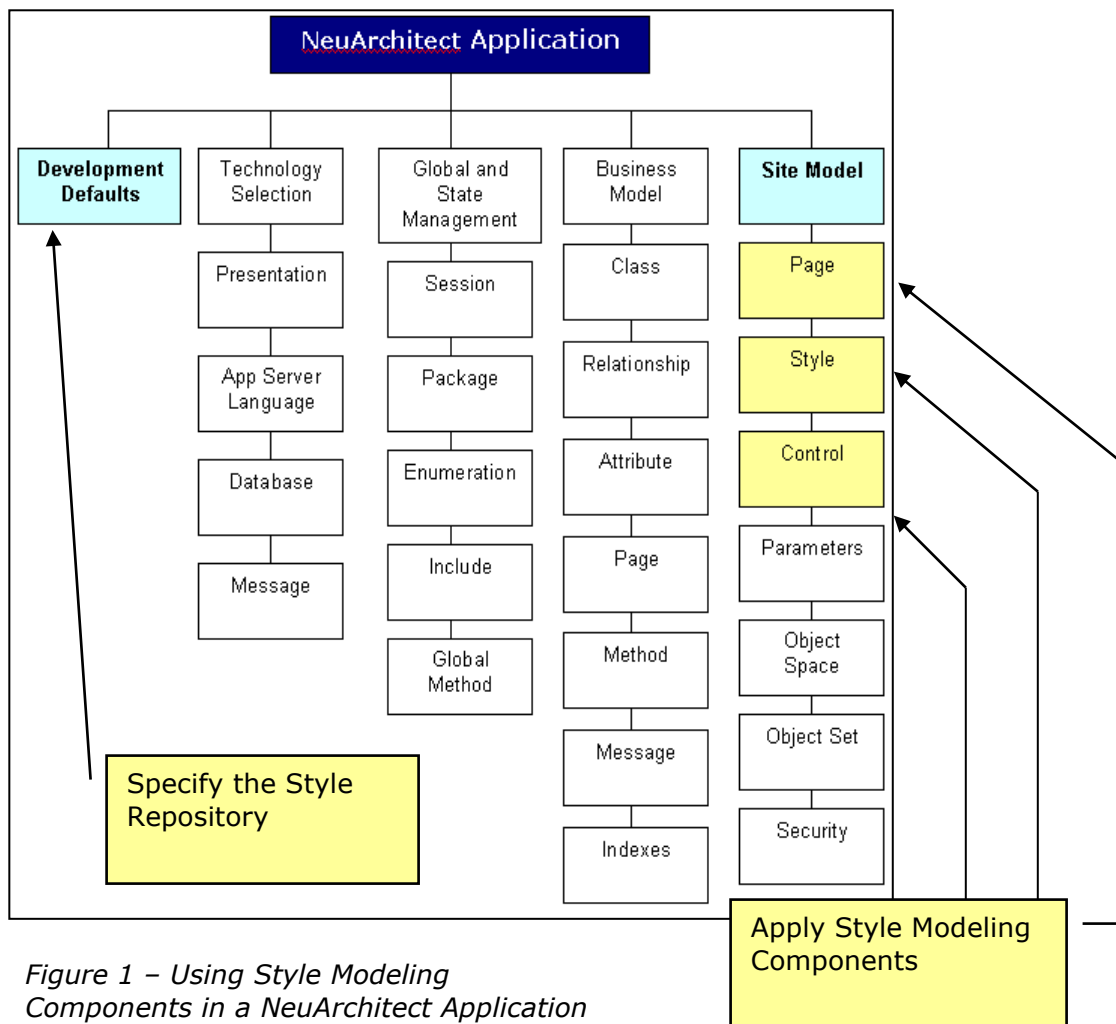 NeuArchitect Application
Development
Defaults
Technology
Selection
Presentation
App Server
Language
Database
Message
Global and
State
Management
Session
Package
Enumeration
Include
Global
Method
Business
Model
Class
Relationship
Attribute
Page
Method
Message
Indexes
Site Model
Page
Style
Control
Parameters
Object
Space
Object Set
Security
Specify the Style
Repository
Apply Style Modeling
Components
Figure 1 – Using Style Modeling
Components in a NeuArchitect Application